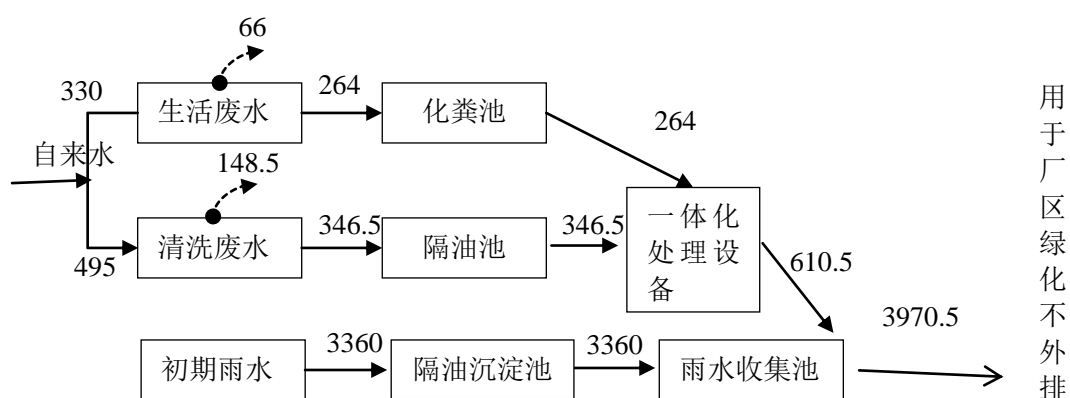 66
330
生活废水
264
化粪池
264
自来水
148.5
495
清洗废水
346.5
隔油池
346.5
一体化
处理设
备
610.5
初期雨水
3360
隔油沉淀池
3360
雨水收集池
3970.5
用
于
厂
区
绿
化
不
外
排